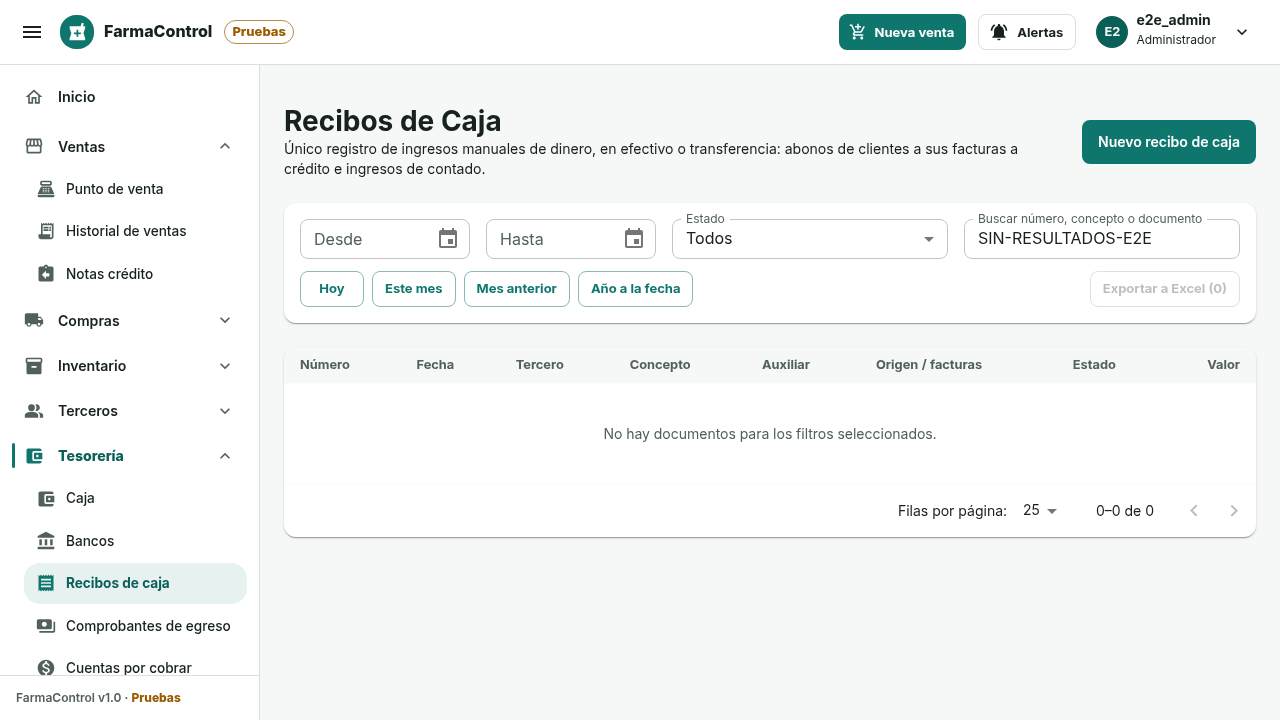 FarmaControl
Pruebas
Nueva venta
Alertas
E2
e2e_admin
Administrador
Inicio
Ventas
Punto de venta
Historial de ventas
Notas crédito
Compras
Inventario
Terceros
Tesorería
Caja
Bancos
Recibos de caja
Comprobantes de egreso
Cuentas por cobrar
FarmaControl v1.0 · Pruebas
Recibos de Caja
Único registro de ingresos manuales de dinero, en efectivo o transferencia: abonos de clientes a sus facturas a
crédito e ingresos de contado.
Nuevo recibo de caja
Desde
Hasta
Estado
Todos
Buscar número, concepto o documento
SIN-RESULTADOS-E2E
Hoy
Este mes
Mes anterior
Año a la fecha
Exportar a Excel (0)
Número Fecha Tercero Concepto Auxiliar Origen / facturas Estado Valor
No hay documentos para los filtros seleccionados.
Filas por página: 25 0–0 de 0